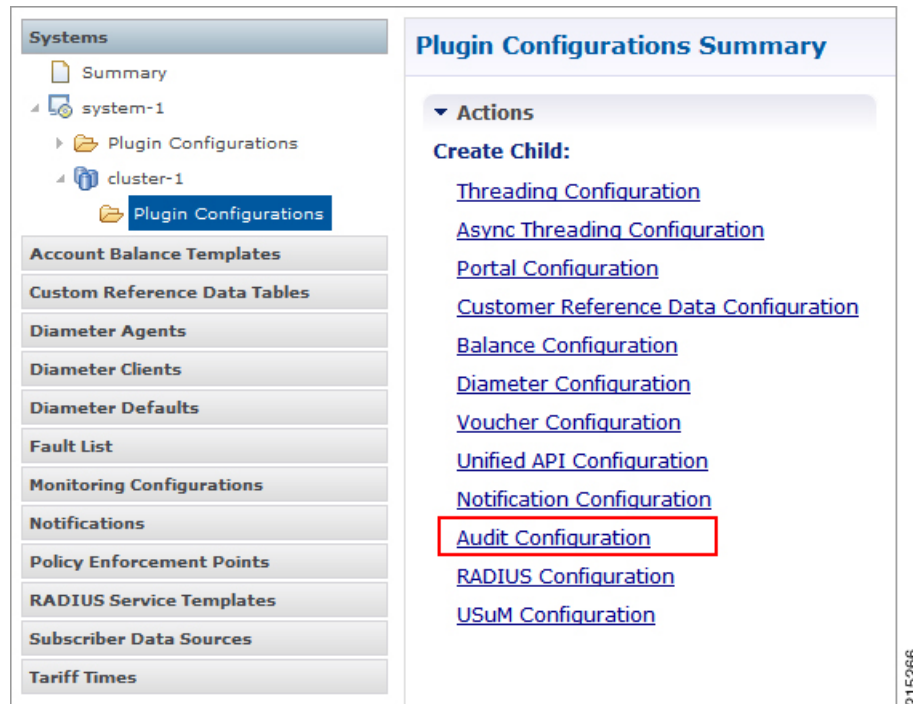 Systems
Summary
system-1
Plugin Configurations
cluster-1
Plugin Configurations
Account Balance Templates
Custom Reference Data Tables
Diameter Agents
Diameter Clients
Diameter Defaults
Fault List
Monitoring Configurations
Notifications
Policy Enforcement Points
RADIUS Service Templates
Subscriber Data Sources
Tariff Times
Plugin Configurations Summary
Actions
Create Child:
Threading Configuration
Async Threading Configuration
Portal Configuration
Customer Reference Data Configuration
Balance Configuration
Diameter Configuration
Voucher Configuration
Unified API Configuration
Notification Configuration
Audit Configuration
RADIUS Configuration
USuM Configuration